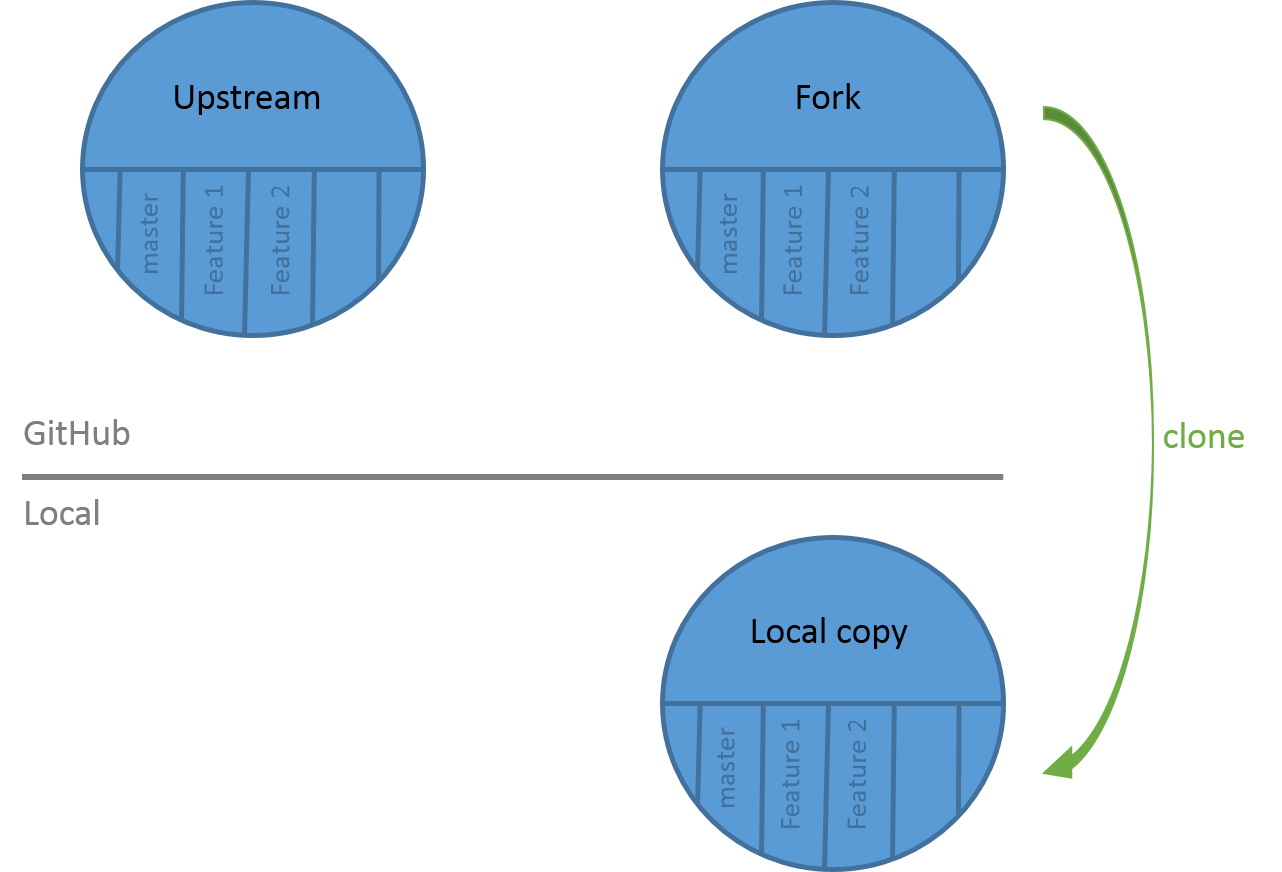 Upstream
master
Feature 1
Feature 2
Fork
master
Feature 1
Feature 2
GitHub
clone
Local
Local copy
master
Feature 1
Feature 2